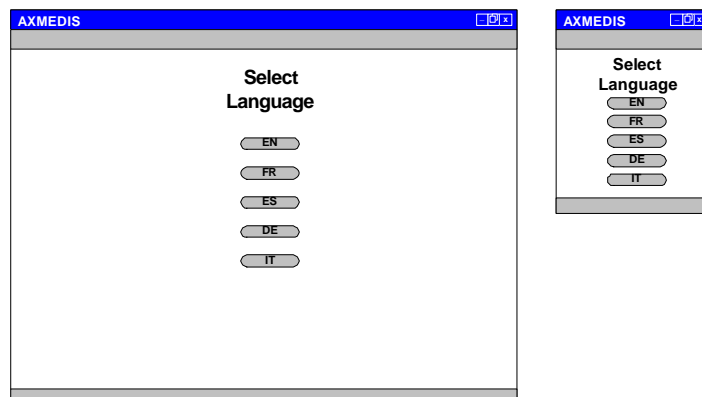 AXMEDIS
Select
Language
EN
FR
ES
DE
IT
AXMEDIS
Select
Language
EN
FR
ES
DE
IT